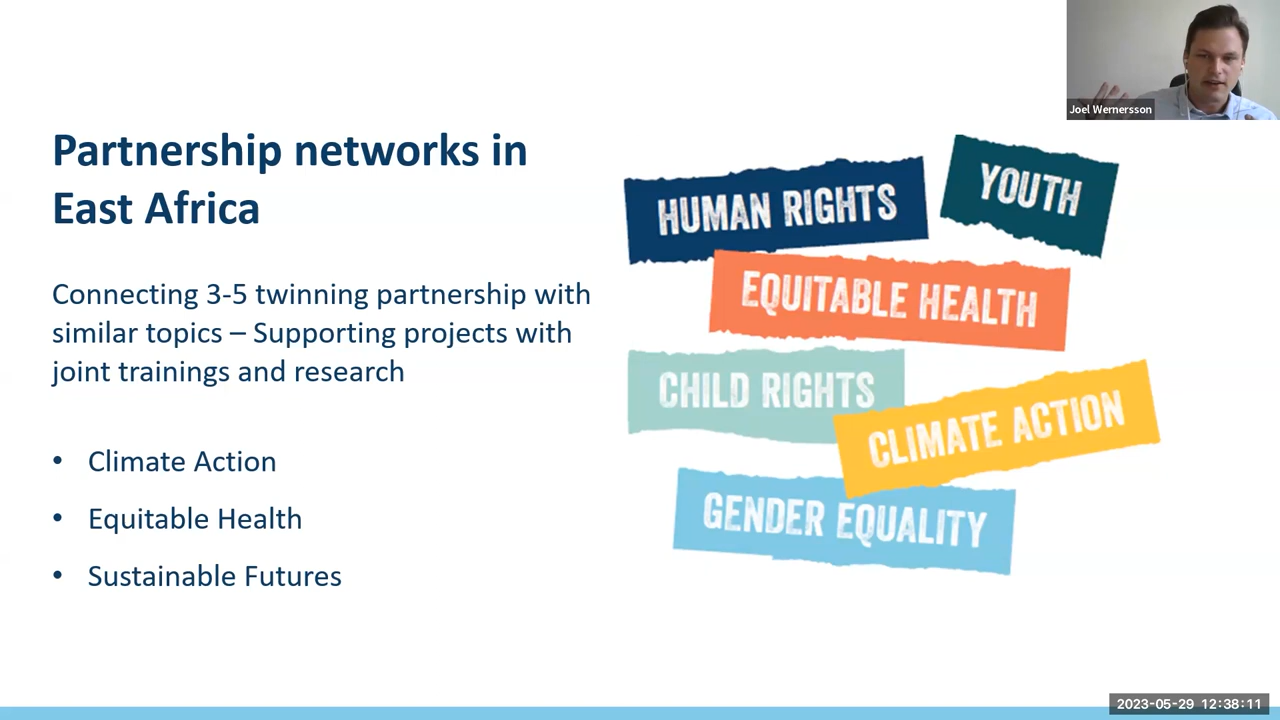 Joel Wernersson
Partnership networks in
East Africa
Connecting 3-5 twinning partnership with
similar topics – Supporting projects with
joint trainings and research
• Climate Action
• Equitable Health
• Sustainable Futures
HUMAN RIGHTS
YOUTH
EQUITABLE HEALTH
CHILD RIGHTS
CLIMATE ACTION
GENDER EQUALITY
2023-05-29 12:38:11